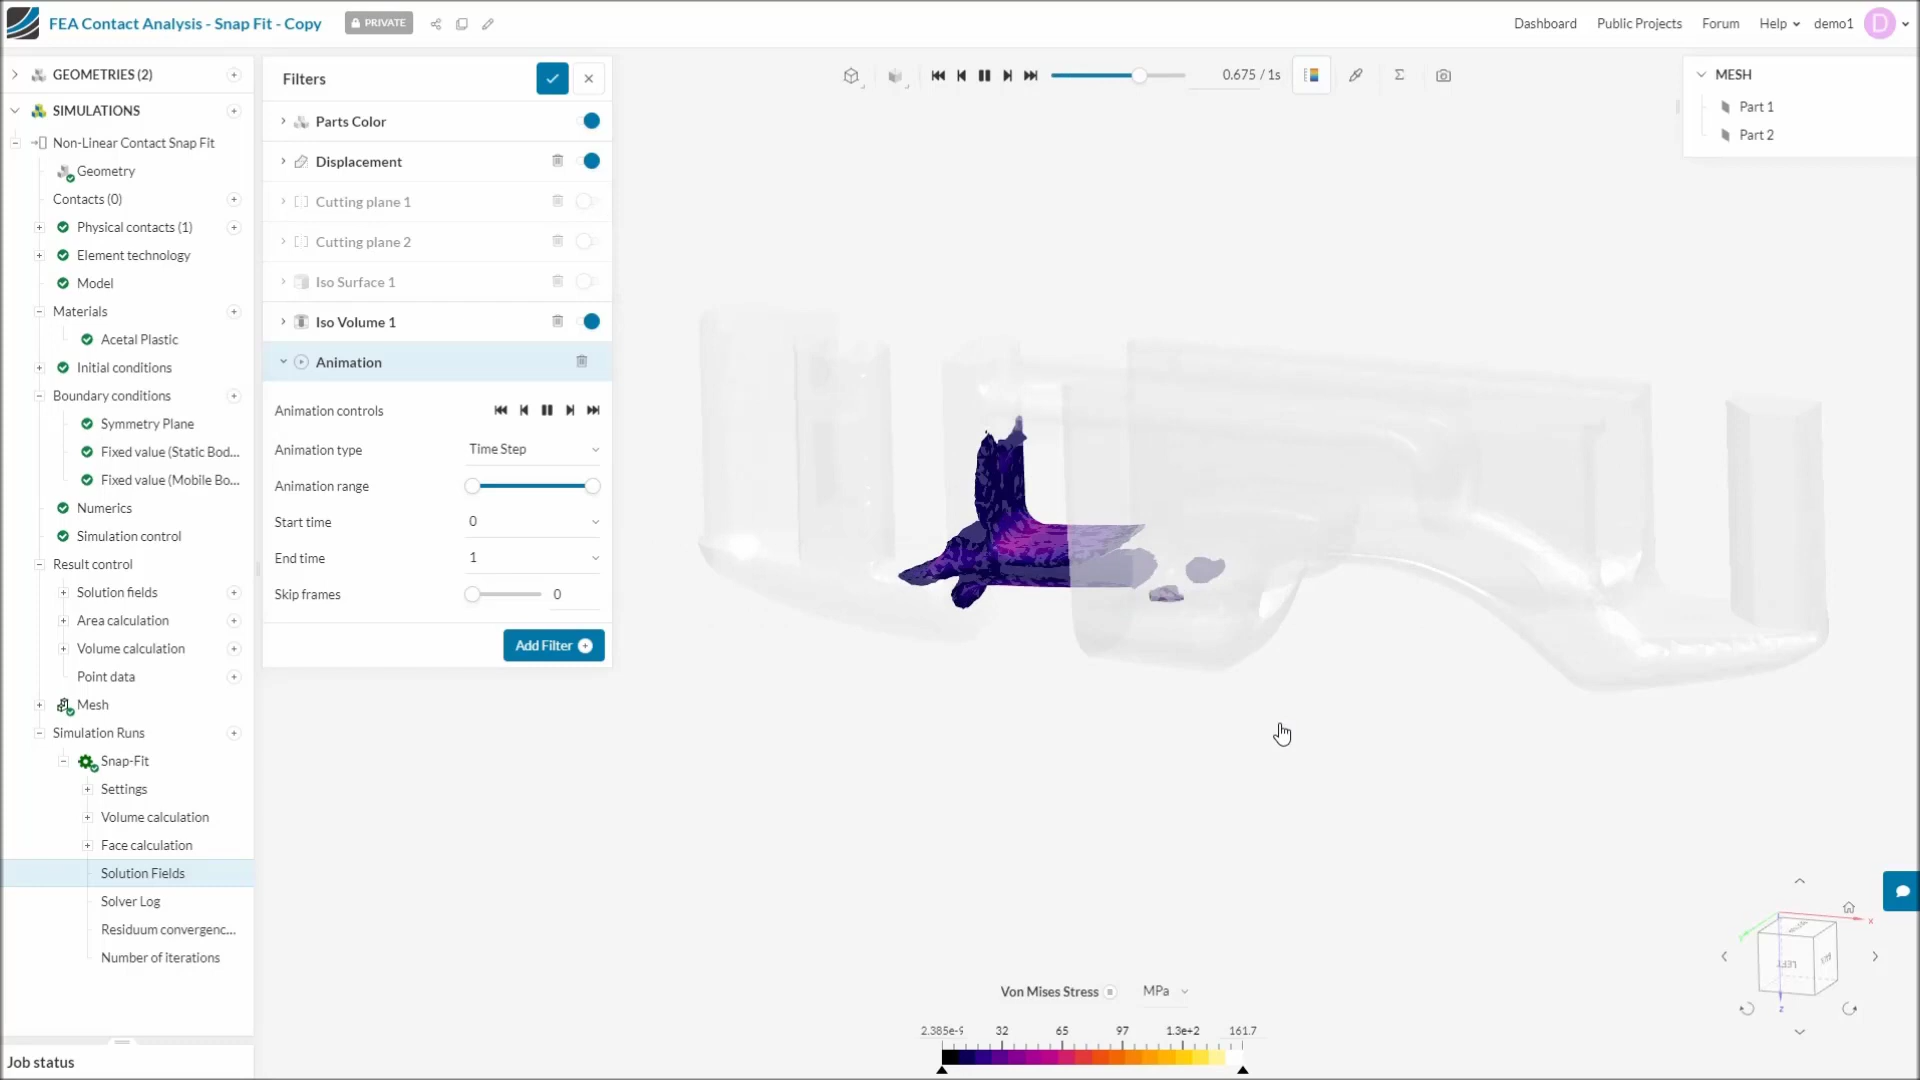 FEA Contact Analysis - Snap Fit - Copy
PRIVATE
Dashboard
Public Projects
Forum
Help
demo1
D
GEOMETRIES (2)
SIMULATIONS
Non-Linear Contact Snap Fit
Geometry
Contacts (0)
Physical contacts (1)
Element technology
Model
Materials
Acetal Plastic
Initial conditions
Boundary conditions
Symmetry Plane
Fixed value (Static Bod...
Fixed value (Mobile Bo...
Numerics
Simulation control
Result control
Solution fields
Area calculation
Volume calculation
Point data
Mesh
Simulation Runs
Snap-Fit
Settings
Volume calculation
Face calculation
Solution Fields
Solver Log
Residuum convergenc...
Number of iterations
Job status
Filters
Parts Color
Displacement
Cutting plane 1
Cutting plane 2
Iso Surface 1
Iso Volume 1
Animation
Animation controls
Animation type
Time Step
Animation range
Start time
0
End time
1
Skip frames
0
Add Filter
0.675 / 1s
Σ
MESH
Part 1
Part 2
Von Mises Stress
MPa
2.385e-9 32 65 97 1.3e+2 161.7
X
LEFT
Z